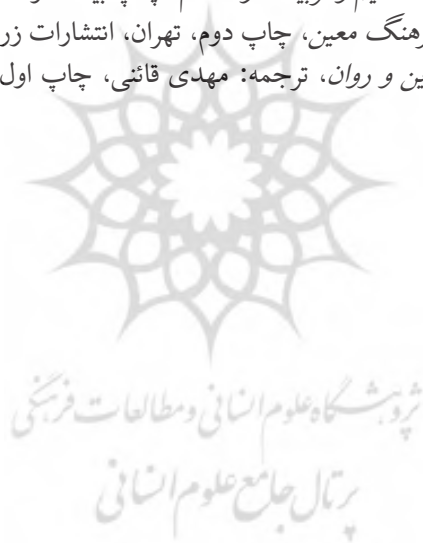 هنگ معین، چاپ دوم، تهران، انتشارات زر
ین و روان، ترجمه: مهدی قائنی، چاپ اول
پژوهشگاه علوم انسانی و مطالعات فرهنگی
پرتال جامع علوم انسانی